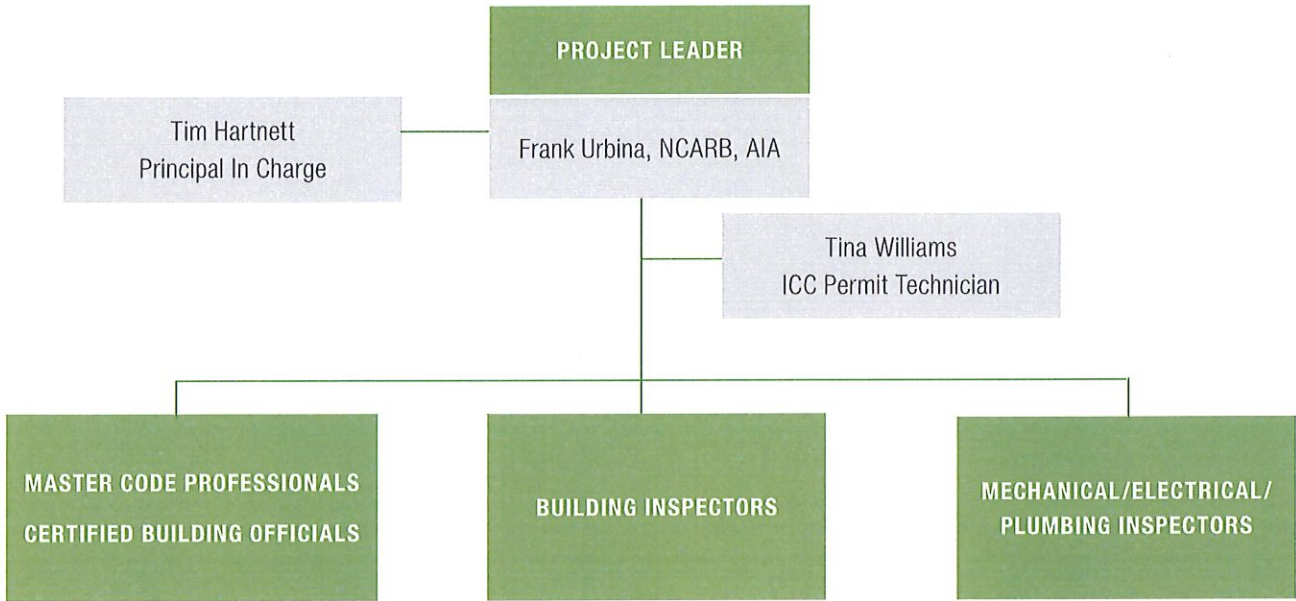 PROJECT LEADER
Tim Hartnett
Principal In Charge
Frank Urbina, NCARB, AIA
Tina Williams
ICC Permit Technician
MASTER CODE PROFESSIONALS
CERTIFIED BUILDING OFFICIALS
BUILDING INSPECTORS
MECHANICAL/ELECTRICAL/
PLUMBING INSPECTORS